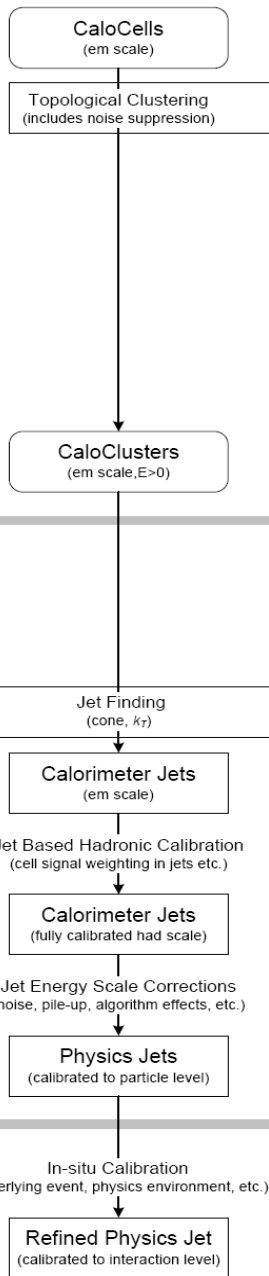 CaloCells
(em scale)
Topological Clustering
(includes noise suppression)
CaloClusters
(em scale,E>0)
Jet Finding
(cone, kT)
Calorimeter Jets
(em scale)
Jet Based Hadronic Calibration
(cell signal weighting in jets etc.)
Calorimeter Jets
(fully calibrated had scale)
Jet Energy Scale Corrections
noise, pile-up, algorithm effects, etc.)
Physics Jets
(calibrated to particle level)
In-situ Calibration
erlying event, physics environment, etc.)
Refined Physics Jet
(calibrated to interaction level)